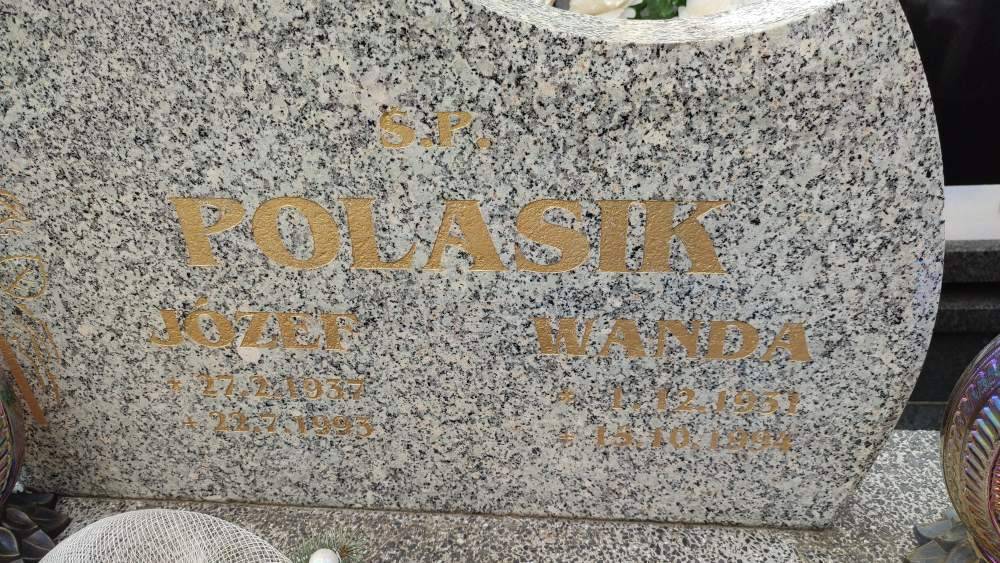 Ś.P.
POLASIK
JÓZEF WANDA
* 27.2.1937 * 1.12.1931
+ 22.7.1993 + 15.10.1994